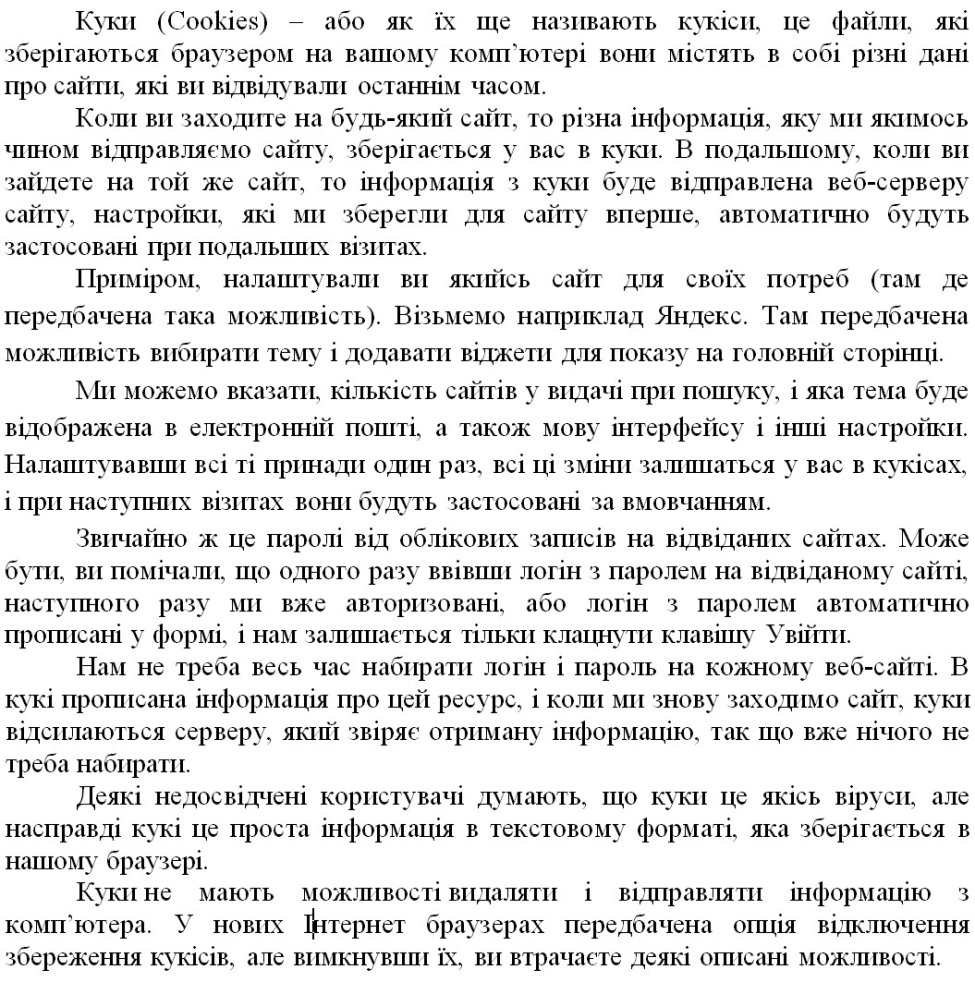 Куки (Cookies) – або як їх ще називають кукіси, це файли, які
зберігаються браузером на вашому комп’ютері вони містять в собі різні дані
про сайти, які ви відвідували останнім часом.
Коли ви заходите на будь-який сайт, то різна інформація, яку ми якимось
чином відправляємо сайту, зберігається у вас в куки. В подальшому, коли ви
зайдете на той же сайт, то інформація з куки буде відправлена веб-серверу
сайту, настройки, які ми зберегли для сайту вперше, автоматично будуть
застосовані при подальших візитах.
Приміром, налаштували ви якийсь сайт для своїх потреб (там де
передбачена така можливість). Візьмемо наприклад Яндекс. Там передбачена
можливість вибирати тему і додавати віджети для показу на головній сторінці.
Ми можемо вказати, кількість сайтів у видачі при пошуку, і яка тема буде
відображена в електронній пошті, а також мову інтерфейсу і інші настройки.
Налаштувавши всі ті принади один раз, всі ці зміни залишаться у вас в кукісах,
і при наступних візитах вони будуть застосовані за вмовчанням.
Звичайно ж це паролі від облікових записів на відвіданих сайтах. Може
бути, ви помічали, що одного разу ввівши логін з паролем на відвіданому сайті,
наступного разу ми вже авторизовані, або логін з паролем автоматично
прописані у формі, і нам залишається тільки клацнути клавішу Увійти.
Нам не треба весь час набирати логін і пароль на кожному веб-сайті. В
кукі прописана інформація про цей ресурс, і коли ми знову заходимо сайт, куки
відсилаються серверу, який звіряє отриману інформацію, так що вже нічого не
треба набирати.
Деякі недосвідчені користувачі думають, що куки це якісь віруси, але
насправді кукі це проста інформація в текстовому форматі, яка зберігається в
нашому браузері.
Куки не мають можливості видаляти і відправляти інформацію з
комп’ютера. У нових Інтернет браузерах передбачена опція відключення
збереження кукісів, але вимкнувши їх, ви втрачаєте деякі описані можливості.